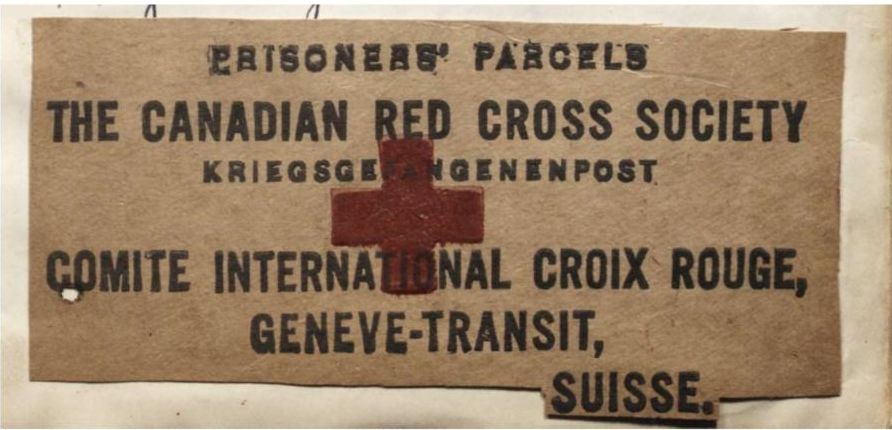 PRISONERS' PARCELS
THE CANADIAN RED CROSS SOCIETY
KRIEGSGEFANGENENPOST
COMITE INTERNATIONAL CROIX ROUGE,
GENEVE-TRANSIT,
SUISSE.